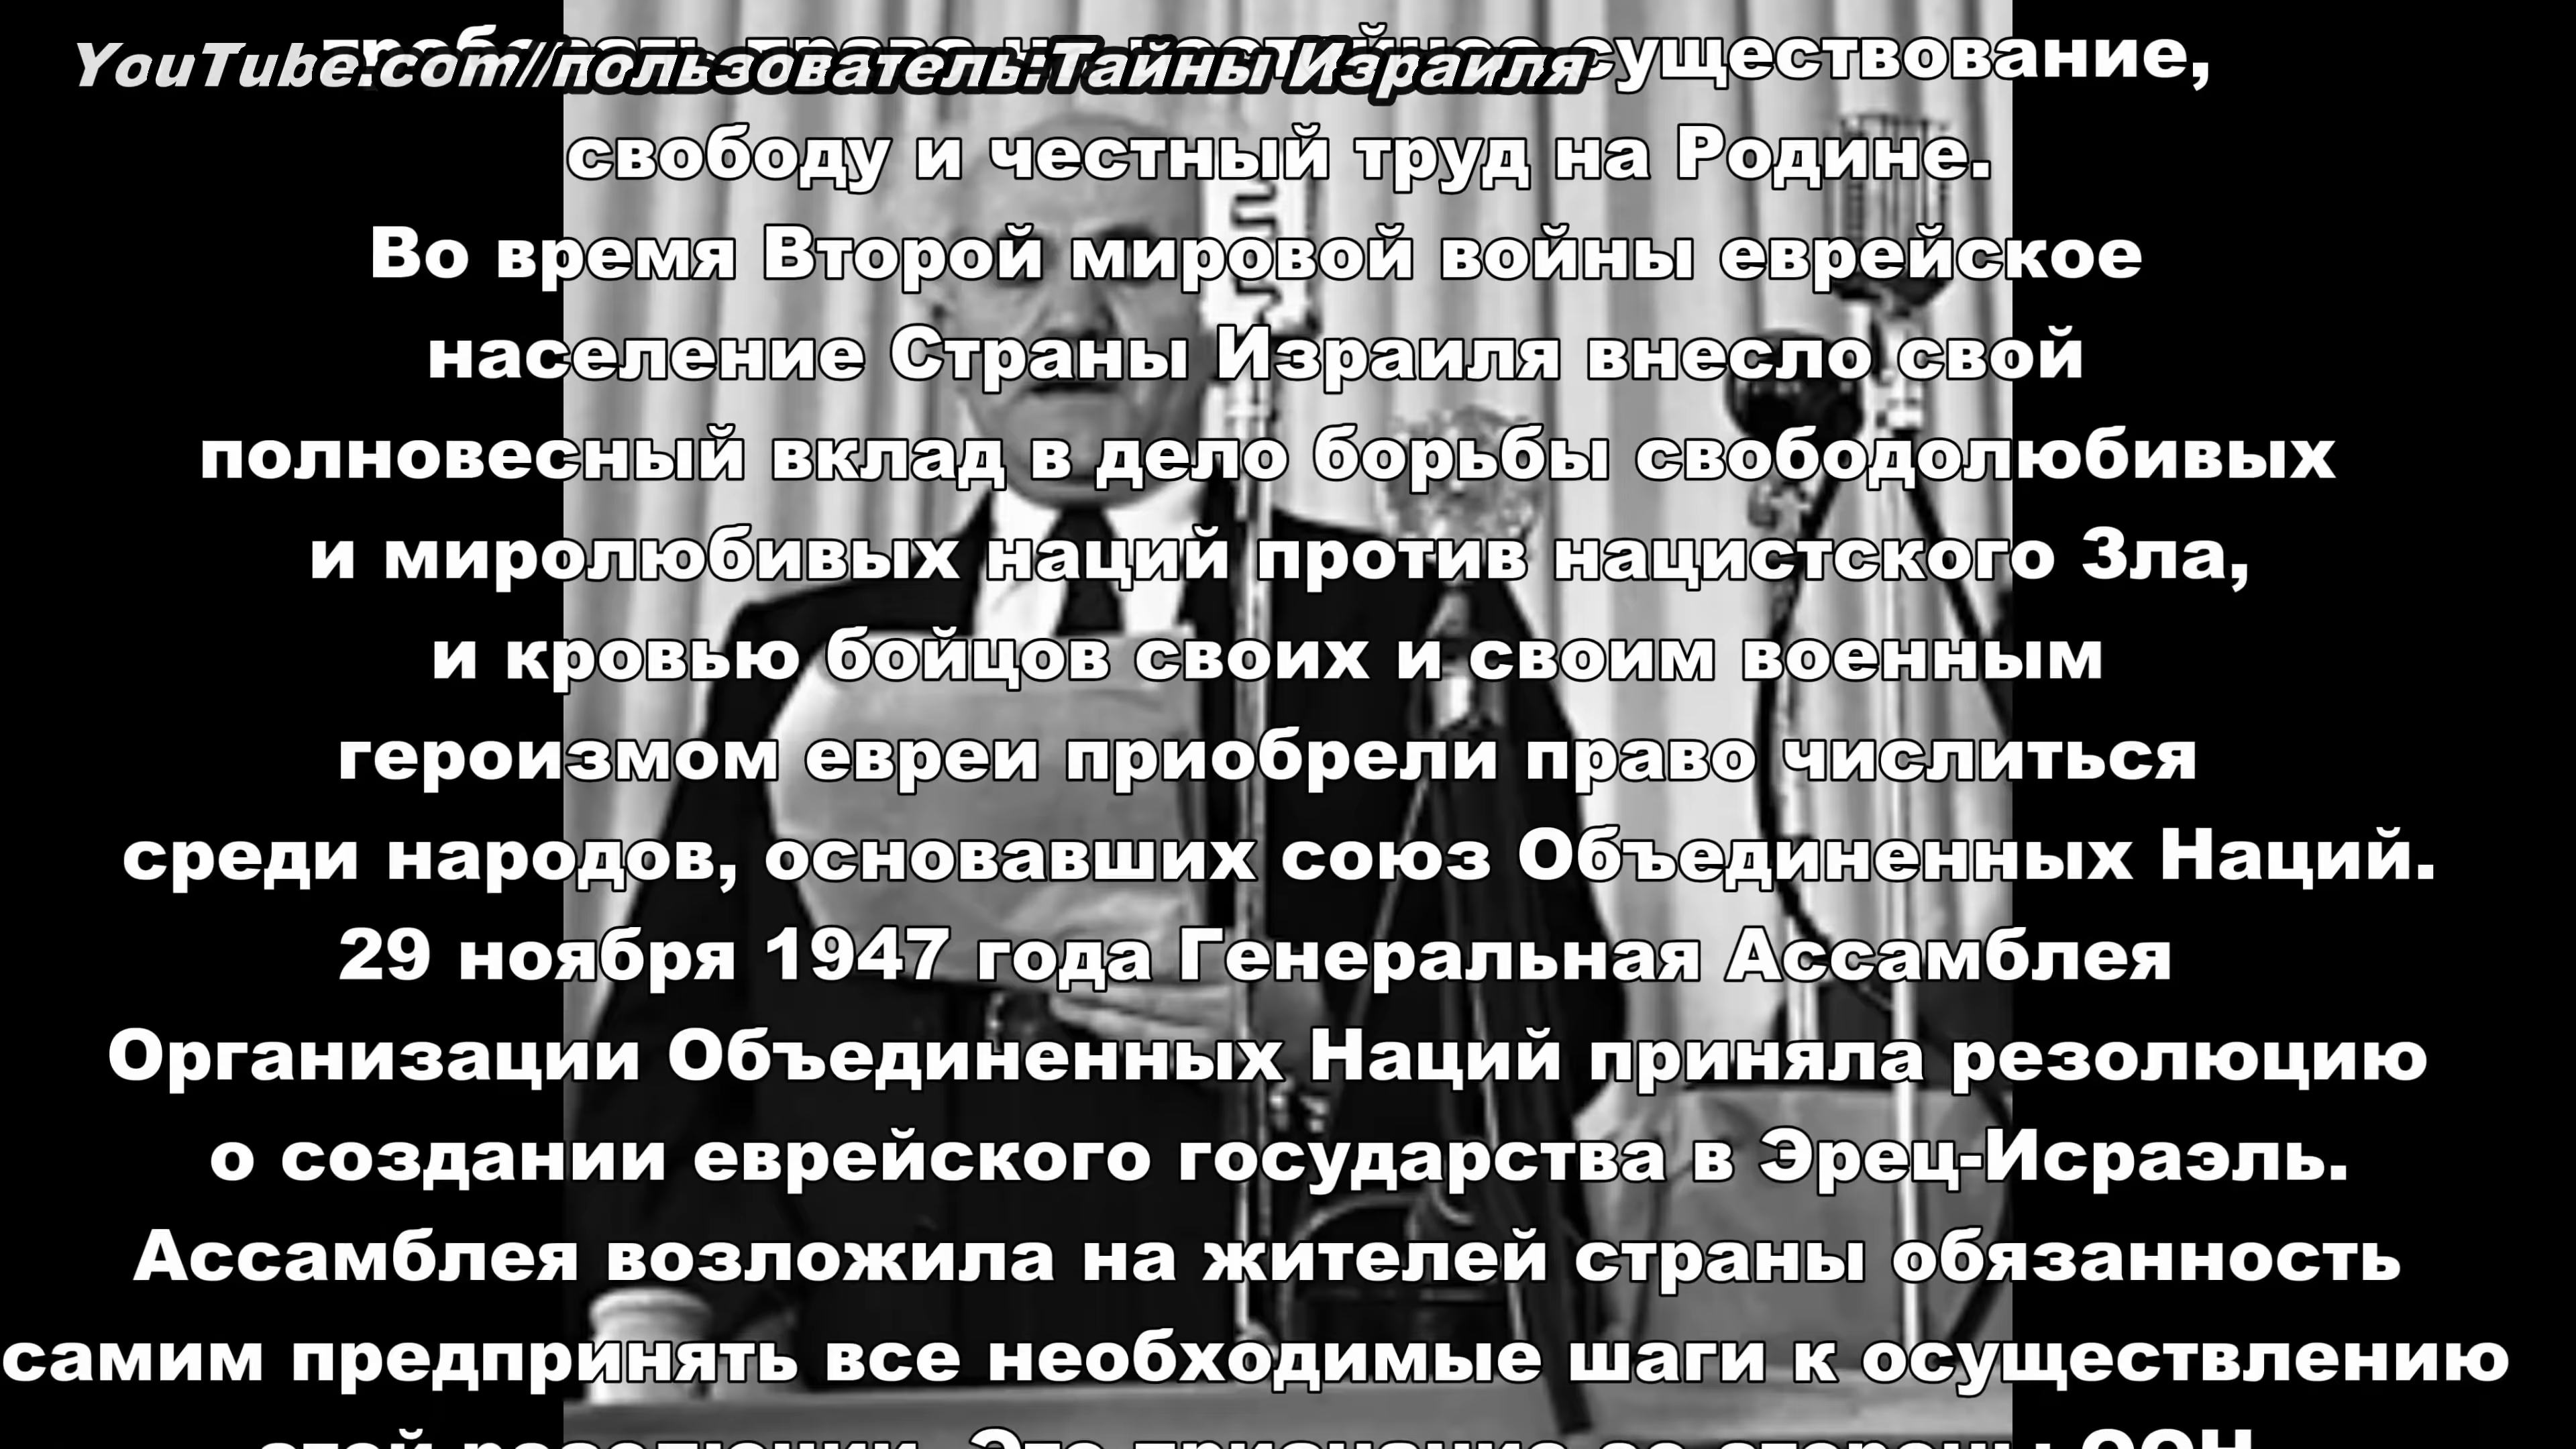 YouTube.com//пользователь:Тайны Израиля
существование,
свободу и честный труд на Родине.
Во время Второй мировой войны еврейское
население Страны Израиля внесло свой
полновесный вклад в дело борьбы свободолюбивых
и миролюбивых наций против нацистского Зла,
и кровью бойцов своих и своим военным
героизмом евреи приобрели право числиться
среди народов, основавших союз Объединенных Наций.
29 ноября 1947 года Генеральная Ассамблея
Организации Объединенных Наций приняла резолюцию
о создании еврейского государства в Эрец-Исраэль.
Ассамблея возложила на жителей страны обязанность
самим предпринять все необходимые шаги к осуществлению